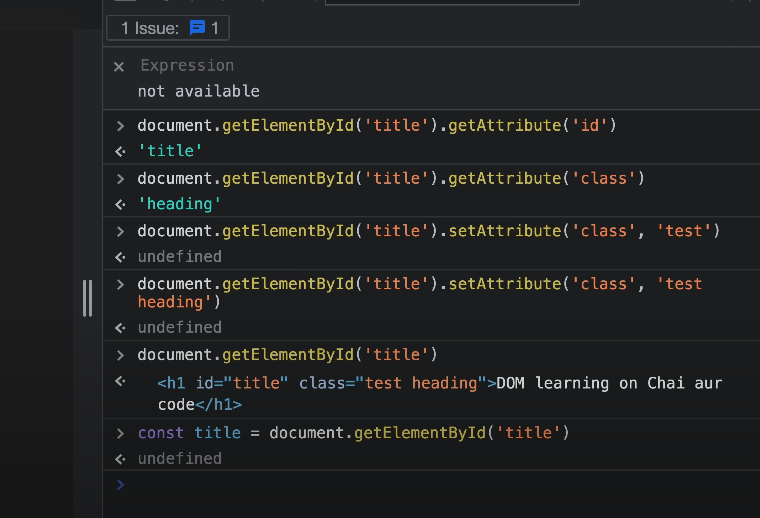 1 Issue: 1
Expression
not available
document.getElementById('title').getAttribute('id')
'title'
document.getElementById('title').getAttribute('class')
'heading'
document.getElementById('title').setAttribute('class', 'test')
undefined
document.getElementById('title').setAttribute('class', 'test
heading')
undefined
document.getElementById('title')
<h1 id="title" class="test heading">DOM learning on Chai aur
code</h1>
const title = document.getElementById('title')
undefined